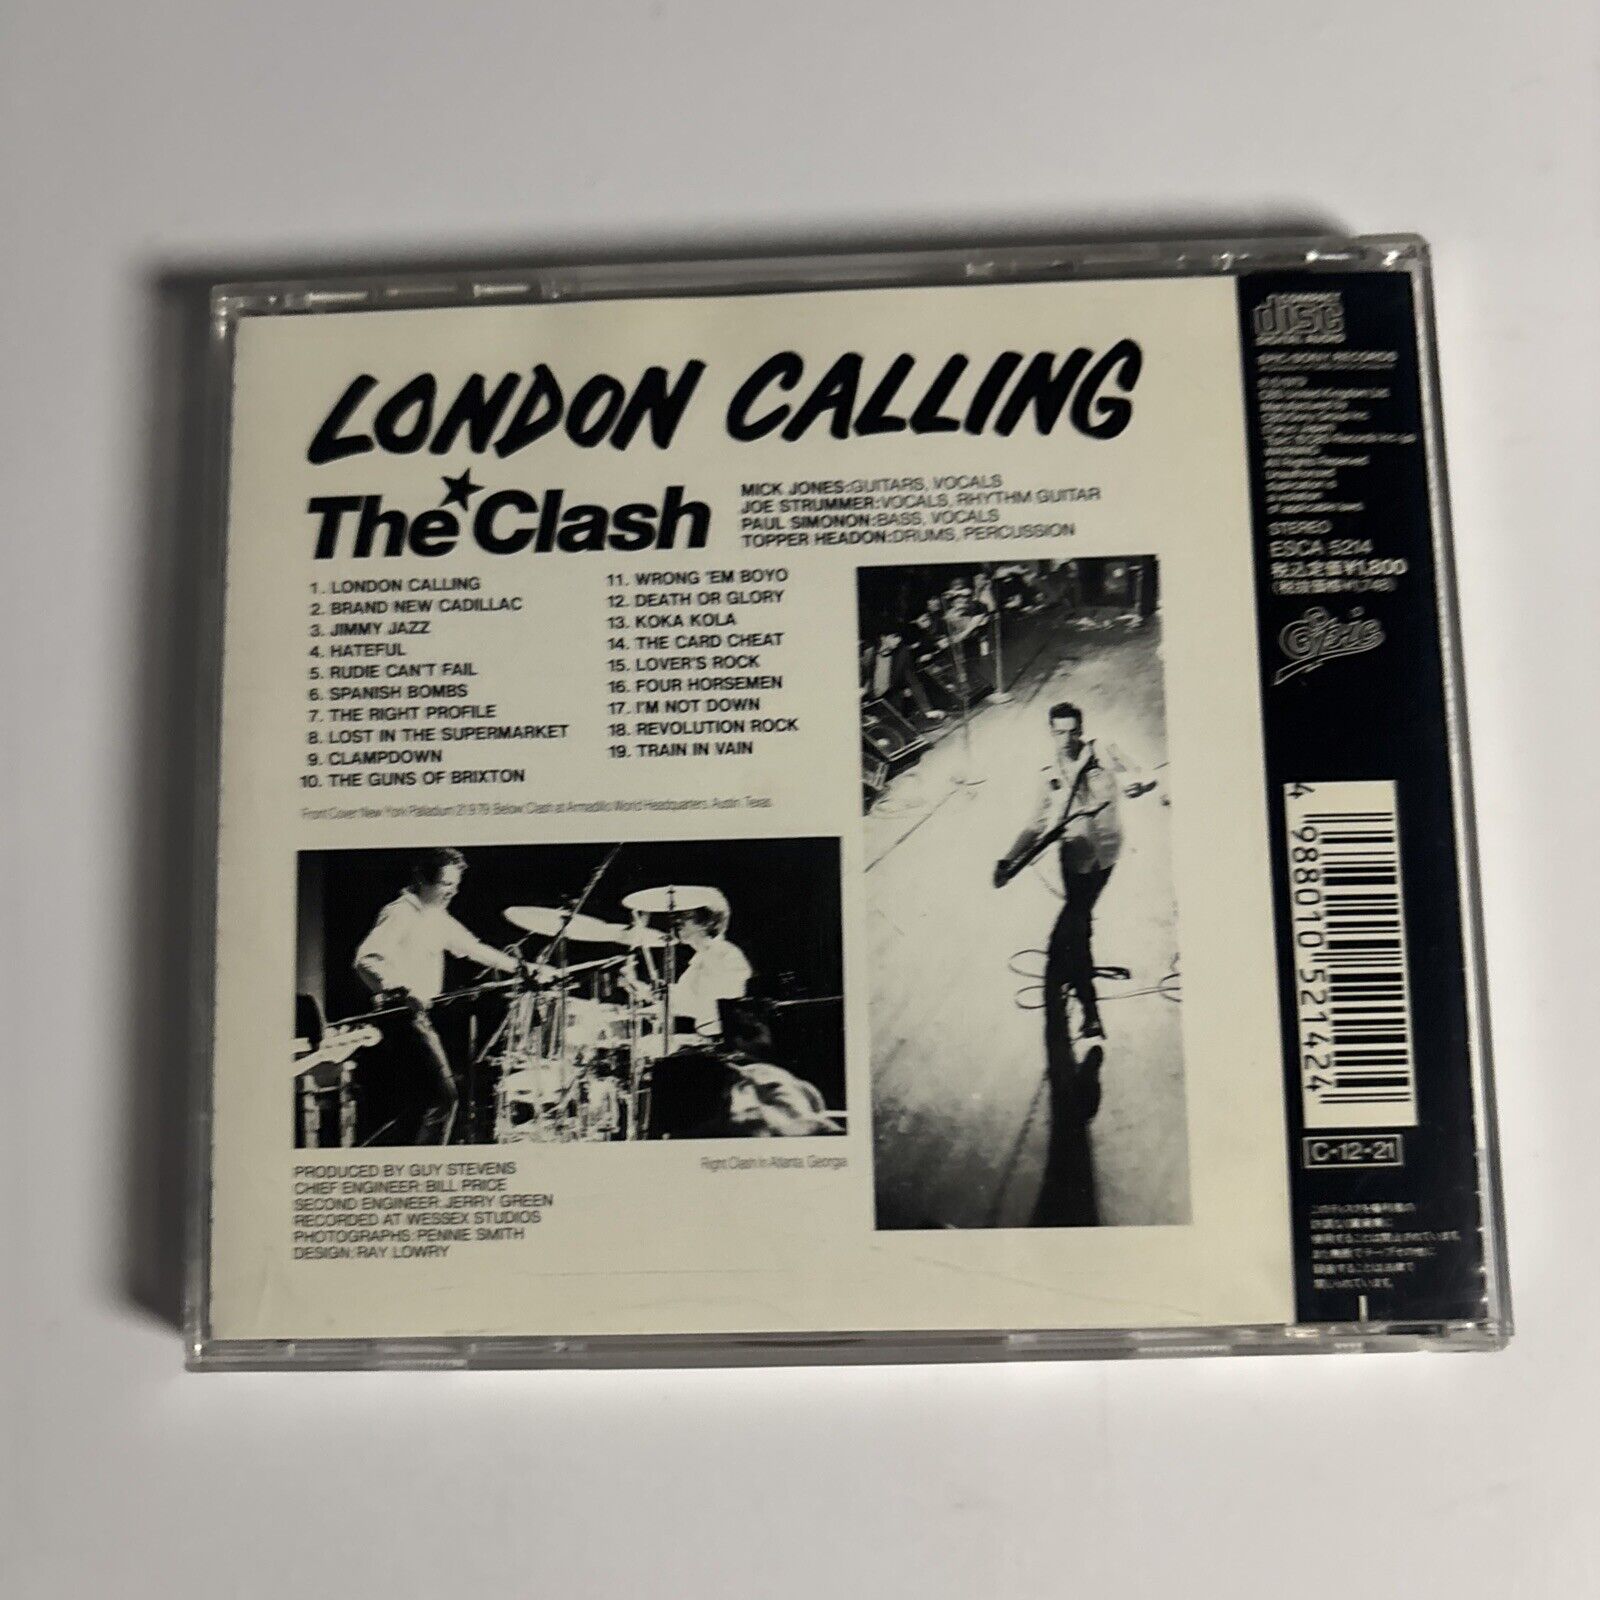 LONDON CALLING
The Clash
MICK JONES:GUITARS, VOCALS
JOE STRUMMER:VOCALS, RHYTHM GUITAR
PAUL SIMONON:BASS, VOCALS
TOPPER HEADON:DRUMS, PERCUSSION
1. LONDON CALLING
2. BRAND NEW CADILLAC
3. JIMMY JAZZ
4. HATEFUL
5. RUDIE CAN'T FAIL
6. SPANISH BOMBS
7. THE RIGHT PROFILE
8. LOST IN THE SUPERMARKET
9. CLAMPDOWN
10. THE GUNS OF BRIXTON
11. WRONG 'EM BOYO
12. DEATH OR GLORY
13. KOKA KOLA
14. THE CARD CHEAT
15. LOVER'S ROCK
16. FOUR HORSEMEN
17. I'M NOT DOWN
18. REVOLUTION ROCK
19. TRAIN IN VAIN
Front Cover New York Palladium 21.9.79. Below: Clash at Armadillo World Headquarters, Austin, Texas.
Right Clash In Atlanta, Georgia
PRODUCED BY GUY STEVENS
CHIEF ENGINEER: BILL PRICE
SECOND ENGINEER: JERRY GREEN
RECORDED AT WESSEX STUDIOS
PHOTOGRAPHS: PENNIE SMITH
DESIGN: RAY LOWRY
COMPACT
disc
DIGITAL AUDIO
STEREO
ESCA 5214
税込定価¥1,800
Epic
4 988010 521424
C-12-21